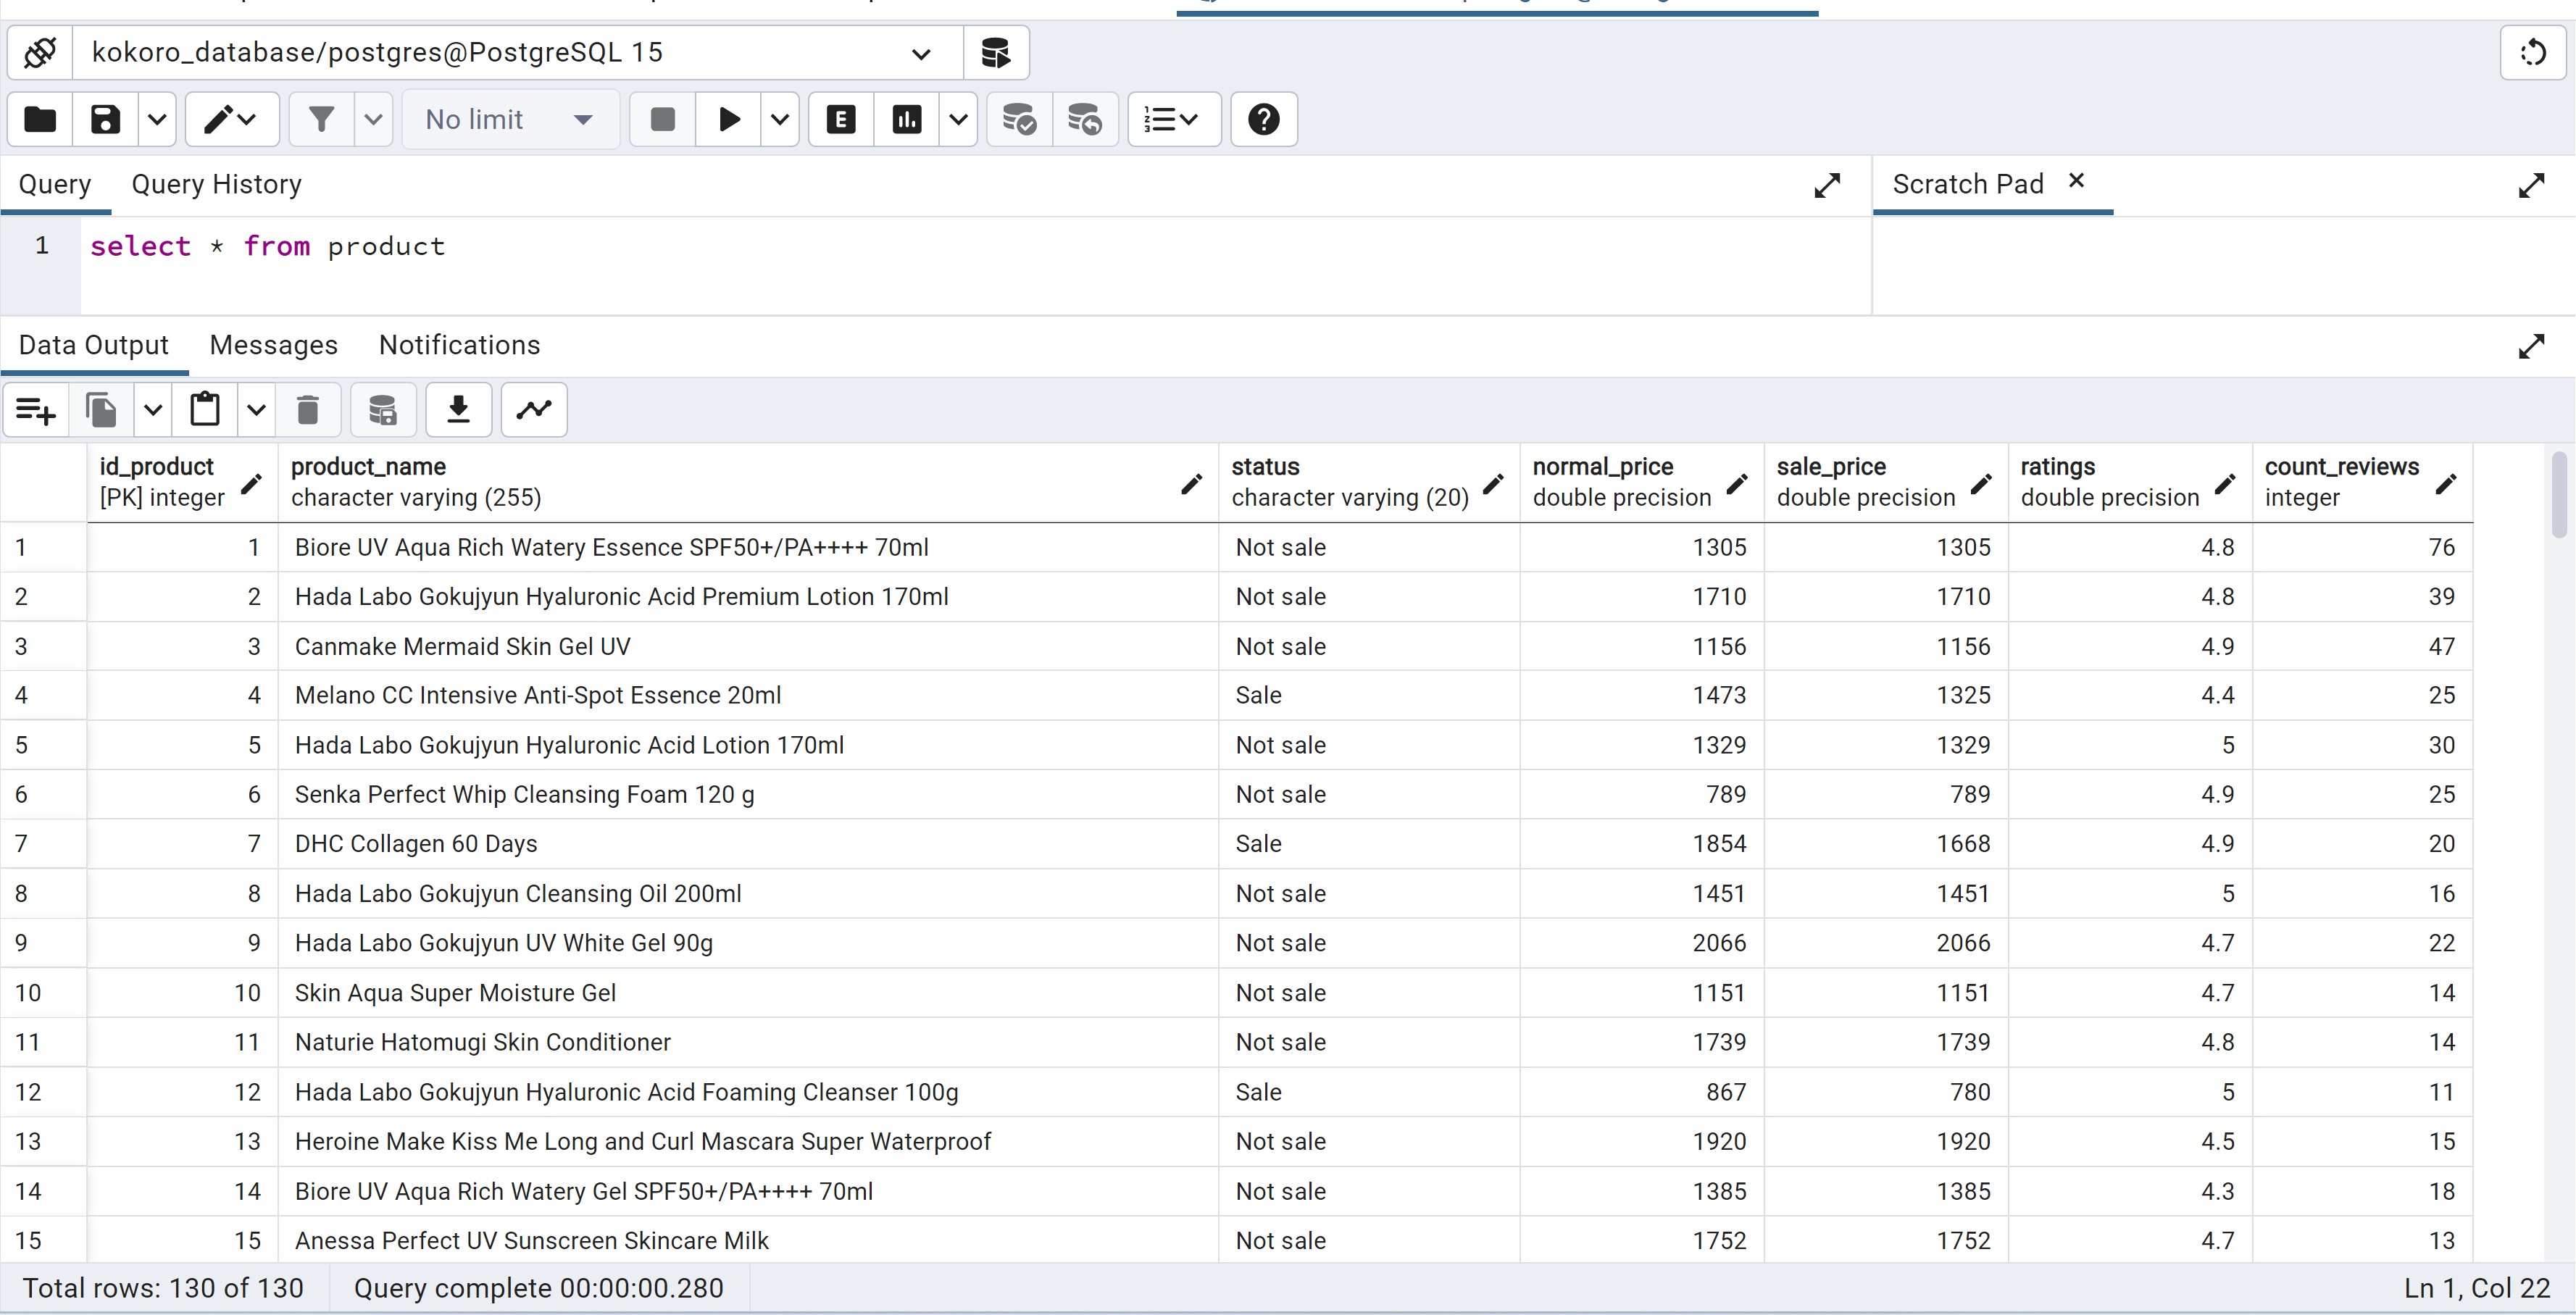 kokoro_database/postgres@PostgreSQL 15
No limit
E
Query Query History Scratch Pad
1 select * from product
Data Output Messages Notifications
id_product product_name status normal_price sale_price ratings count_reviews
[PK] integer character varying (255) character varying (20) double precision double precision double precision integer
1 1 Biore UV Aqua Rich Watery Essence SPF50+/PA++++ 70ml Not sale 1305 1305 4.8 76
2 2 Hada Labo Gokujyun Hyaluronic Acid Premium Lotion 170ml Not sale 1710 1710 4.8 39
3 3 Canmake Mermaid Skin Gel UV Not sale 1156 1156 4.9 47
4 4 Melano CC Intensive Anti-Spot Essence 20ml Sale 1473 1325 4.4 25
5 5 Hada Labo Gokujyun Hyaluronic Acid Lotion 170ml Not sale 1329 1329 5 30
6 6 Senka Perfect Whip Cleansing Foam 120 g Not sale 789 789 4.9 25
7 7 DHC Collagen 60 Days Sale 1854 1668 4.9 20
8 8 Hada Labo Gokujyun Cleansing Oil 200ml Not sale 1451 1451 5 16
9 9 Hada Labo Gokujyun UV White Gel 90g Not sale 2066 2066 4.7 22
10 10 Skin Aqua Super Moisture Gel Not sale 1151 1151 4.7 14
11 11 Naturie Hatomugi Skin Conditioner Not sale 1739 1739 4.8 14
12 12 Hada Labo Gokujyun Hyaluronic Acid Foaming Cleanser 100g Sale 867 780 5 11
13 13 Heroine Make Kiss Me Long and Curl Mascara Super Waterproof Not sale 1920 1920 4.5 15
14 14 Biore UV Aqua Rich Watery Gel SPF50+/PA++++ 70ml Not sale 1385 1385 4.3 18
15 15 Anessa Perfect UV Sunscreen Skincare Milk Not sale 1752 1752 4.7 13
Total rows: 130 of 130 Query complete 00:00:00.280 Ln 1, Col 22